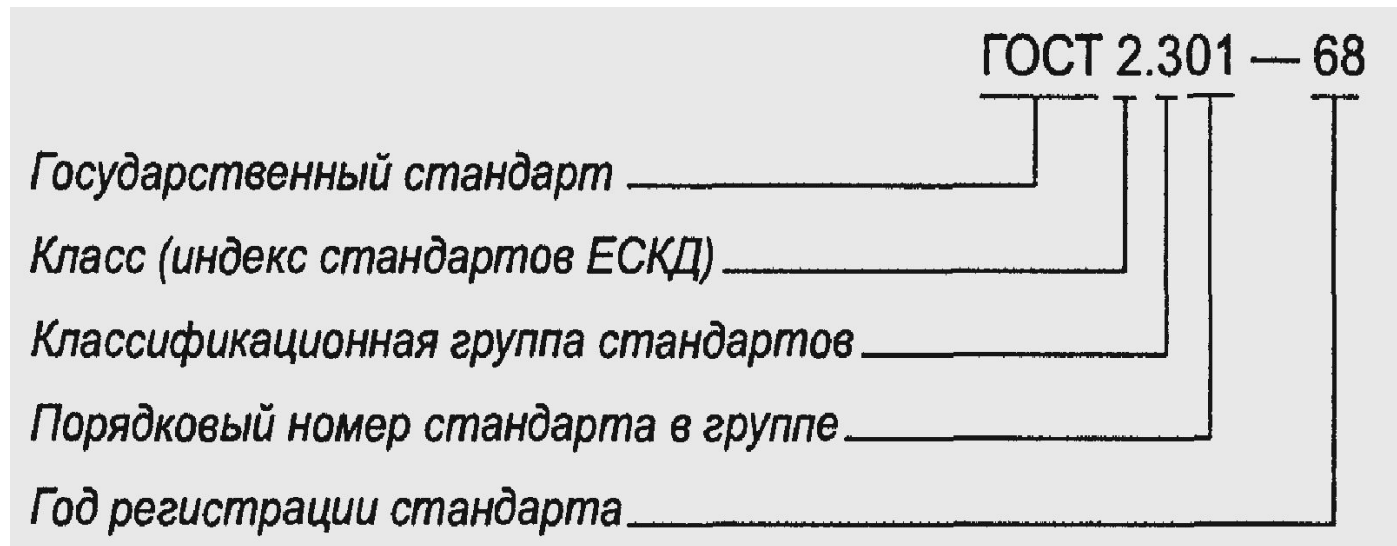 ГОСТ 2.301 — 68
Государственный стандарт
Класс (индекс стандартов ЕСКД)
Классификационная группа стандартов
Порядковый номер стандарта в группе
Год регистрации стандарта